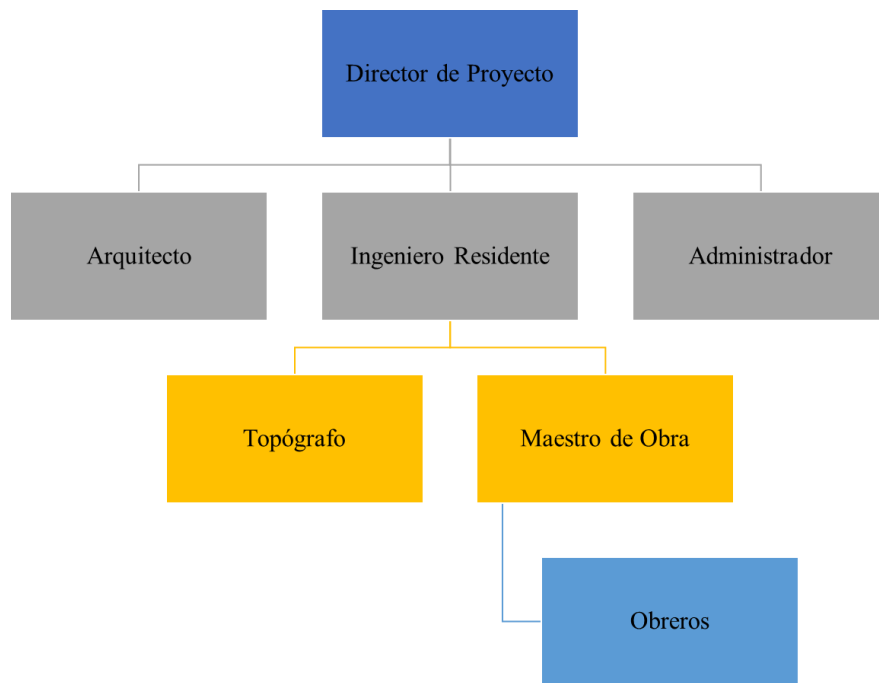 Director de Proyecto
Arquitecto
Ingeniero Residente
Administrador
Topógrafo
Maestro de Obra
Obreros